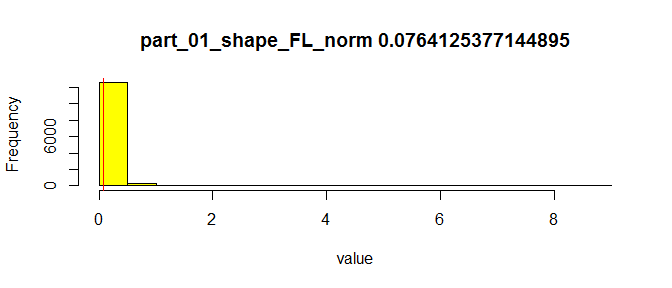 part_01_shape_FL_norm 0.0764125377144895
Frequency
6000
0
0 2 4 6 8
value